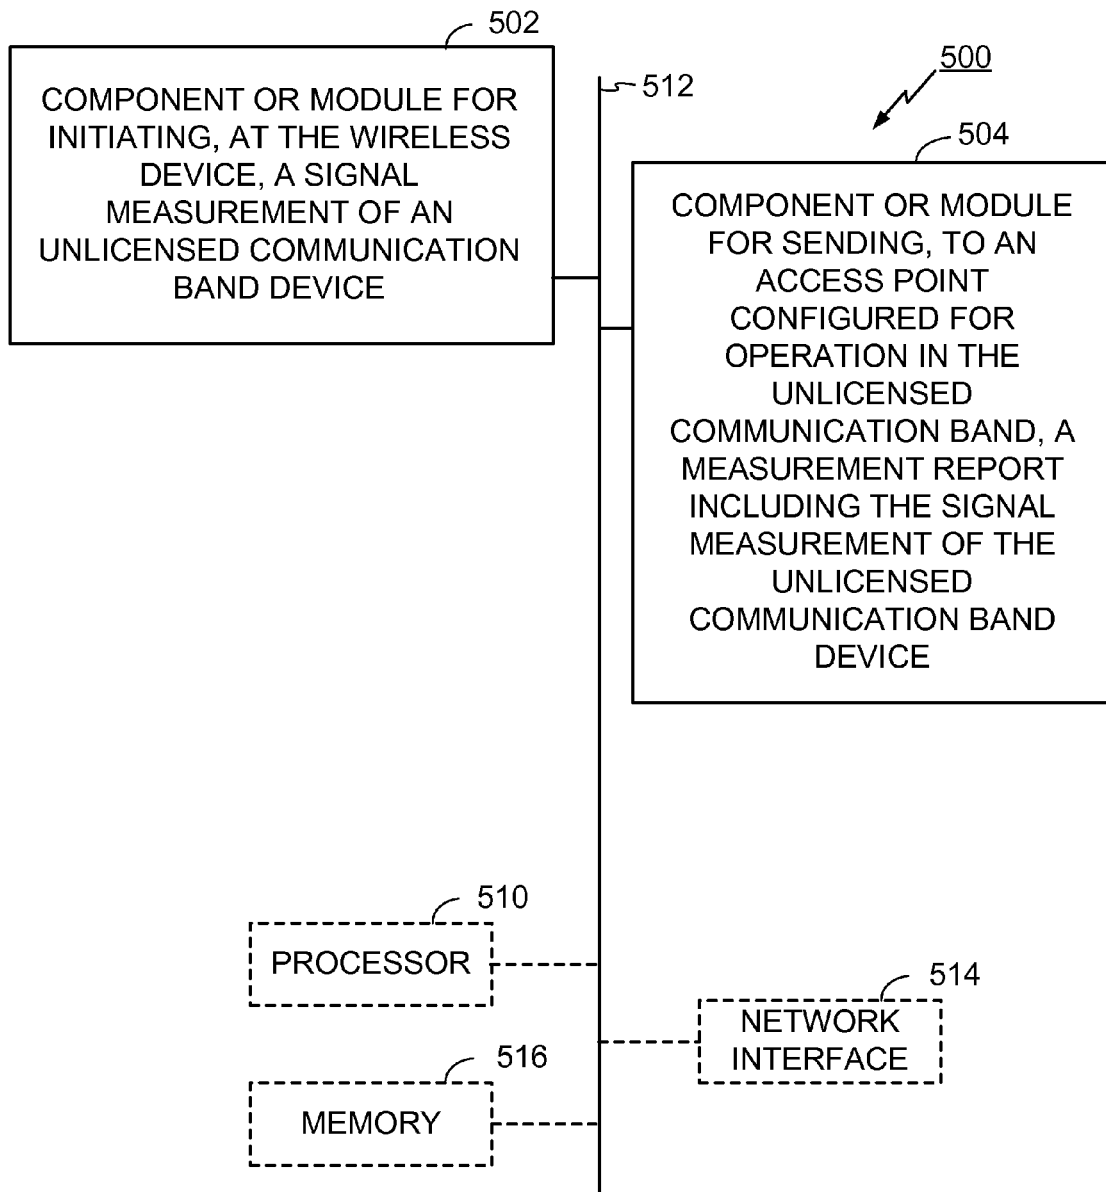 502
COMPONENT OR MODULE FOR
INITIATING, AT THE WIRELESS
DEVICE, A SIGNAL
MEASUREMENT OF AN
UNLICENSED COMMUNICATION
BAND DEVICE
512
500
504
COMPONENT OR MODULE
FOR SENDING, TO AN
ACCESS POINT
CONFIGURED FOR
OPERATION IN THE
UNLICENSED
COMMUNICATION BAND, A
MEASUREMENT REPORT
INCLUDING THE SIGNAL
MEASUREMENT OF THE
UNLICENSED
COMMUNICATION BAND
DEVICE
510
PROCESSOR
514
NETWORK
INTERFACE
516
MEMORY